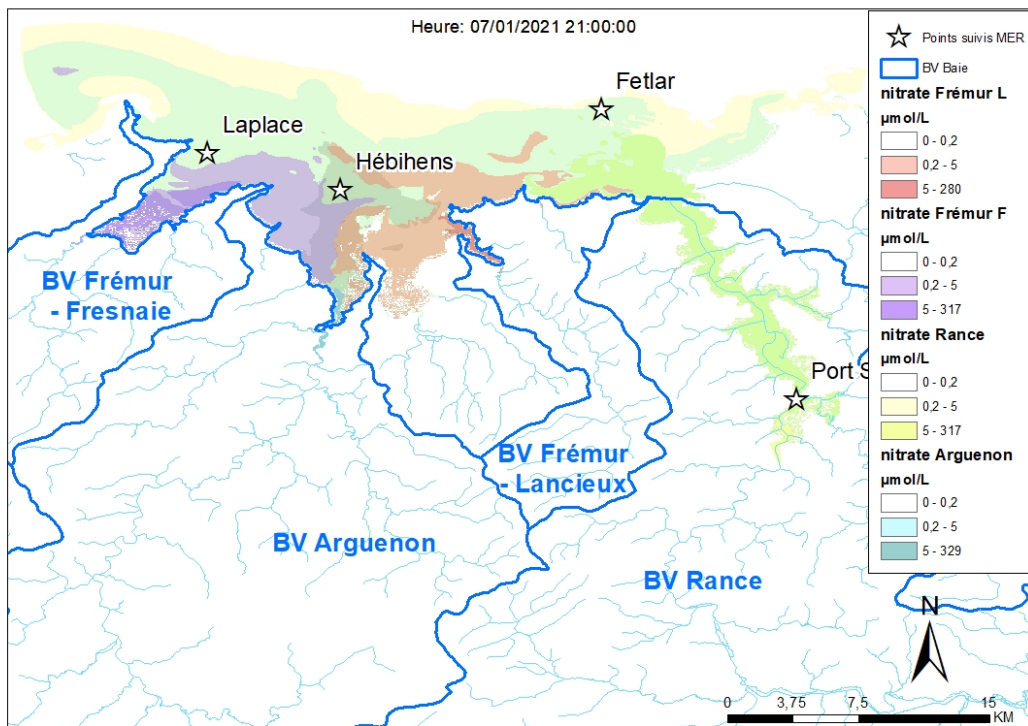 Heure: 07/01/2021 21:00:00
Fetlar
Laplace
Hébihens
BV Frémur
- Fresnaie
Port S
BV Frémur
- Lancieux
BV Arguenon
BV Rance
Points suivis MER
BV Baie
nitrate Frémur L
µmol/L
0 - 0,2
0,2 - 5
5 - 280
nitrate Frémur F
µmol/L
0 - 0,2
0,2 - 5
5 - 317
nitrate Rance
µmol/L
0 - 0,2
0,2 - 5
5 - 317
nitrate Arguenon
µmol/L
0 - 0,2
0,2 - 5
5 - 329
N
0 3,75 7,5 15
KM